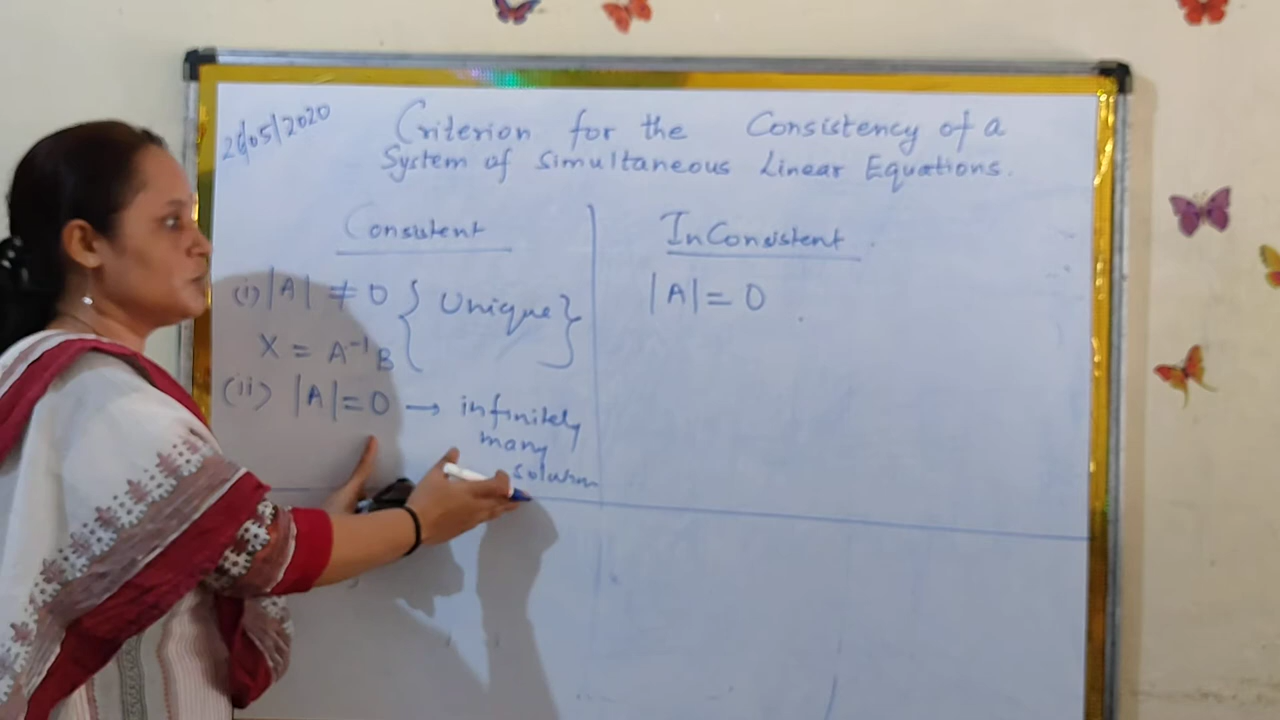 26/05/2020
Criterion for the Consistency of a
System of Simultaneous Linear Equations.
Consistent
(i) |A| ≠ 0 { Unique }
X = A⁻¹B
(ii) |A| = 0 → infinitely
many
solution
InConsistent
|A| = 0